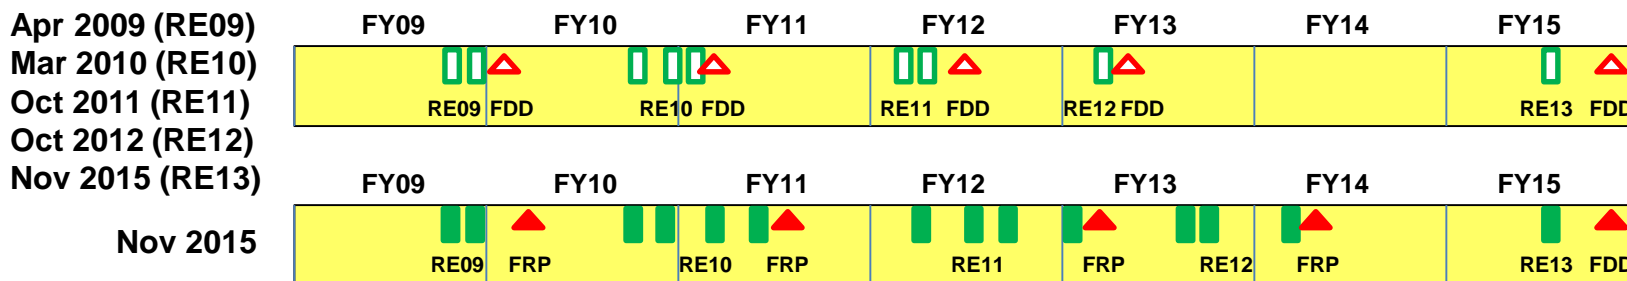 Apr 2009 (RE09)
Mar 2010 (RE10)
Oct 2011 (RE11)
Oct 2012 (RE12)
Nov 2015 (RE13)
FY09 FY10 FY11 FY12 FY13 FY14 FY15
RE09 FDD RE10 FDD RE11 FDD RE12 FDD RE13 FDD
Nov 2015
FY09 FY10 FY11 FY12 FY13 FY14 FY15
RE09 FRP RE10 FRP RE11 FRP RE12 FRP RE13 FDD